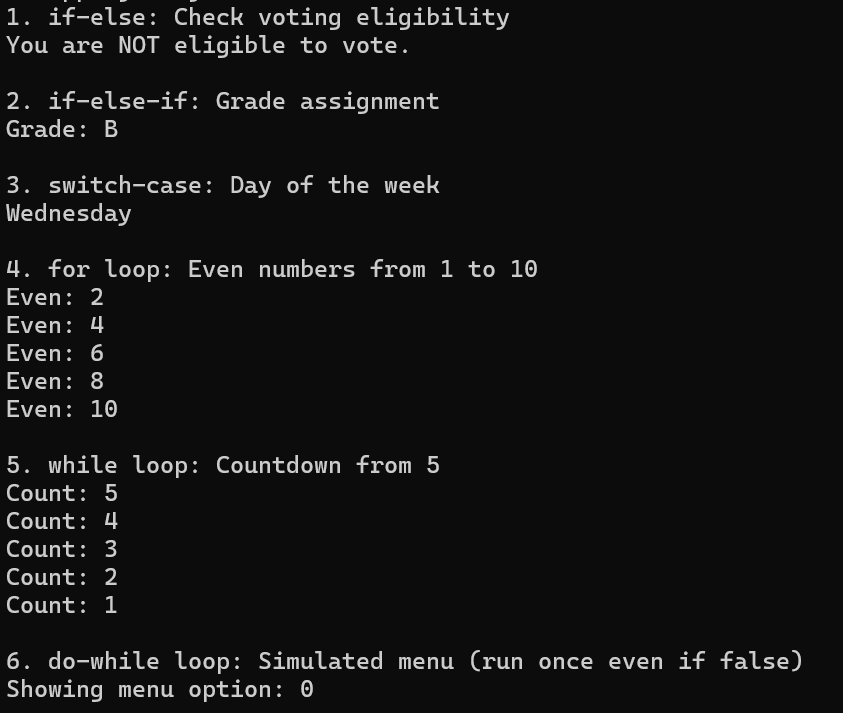 1. if-else: Check voting eligibility
You are NOT eligible to vote.
2. if-else-if: Grade assignment
Grade: B
3. switch-case: Day of the week
Wednesday
4. for loop: Even numbers from 1 to 10
Even: 2
Even: 4
Even: 6
Even: 8
Even: 10
5. while loop: Countdown from 5
Count: 5
Count: 4
Count: 3
Count: 2
Count: 1
6. do-while loop: Simulated menu (run once even if false)
Showing menu option: 0